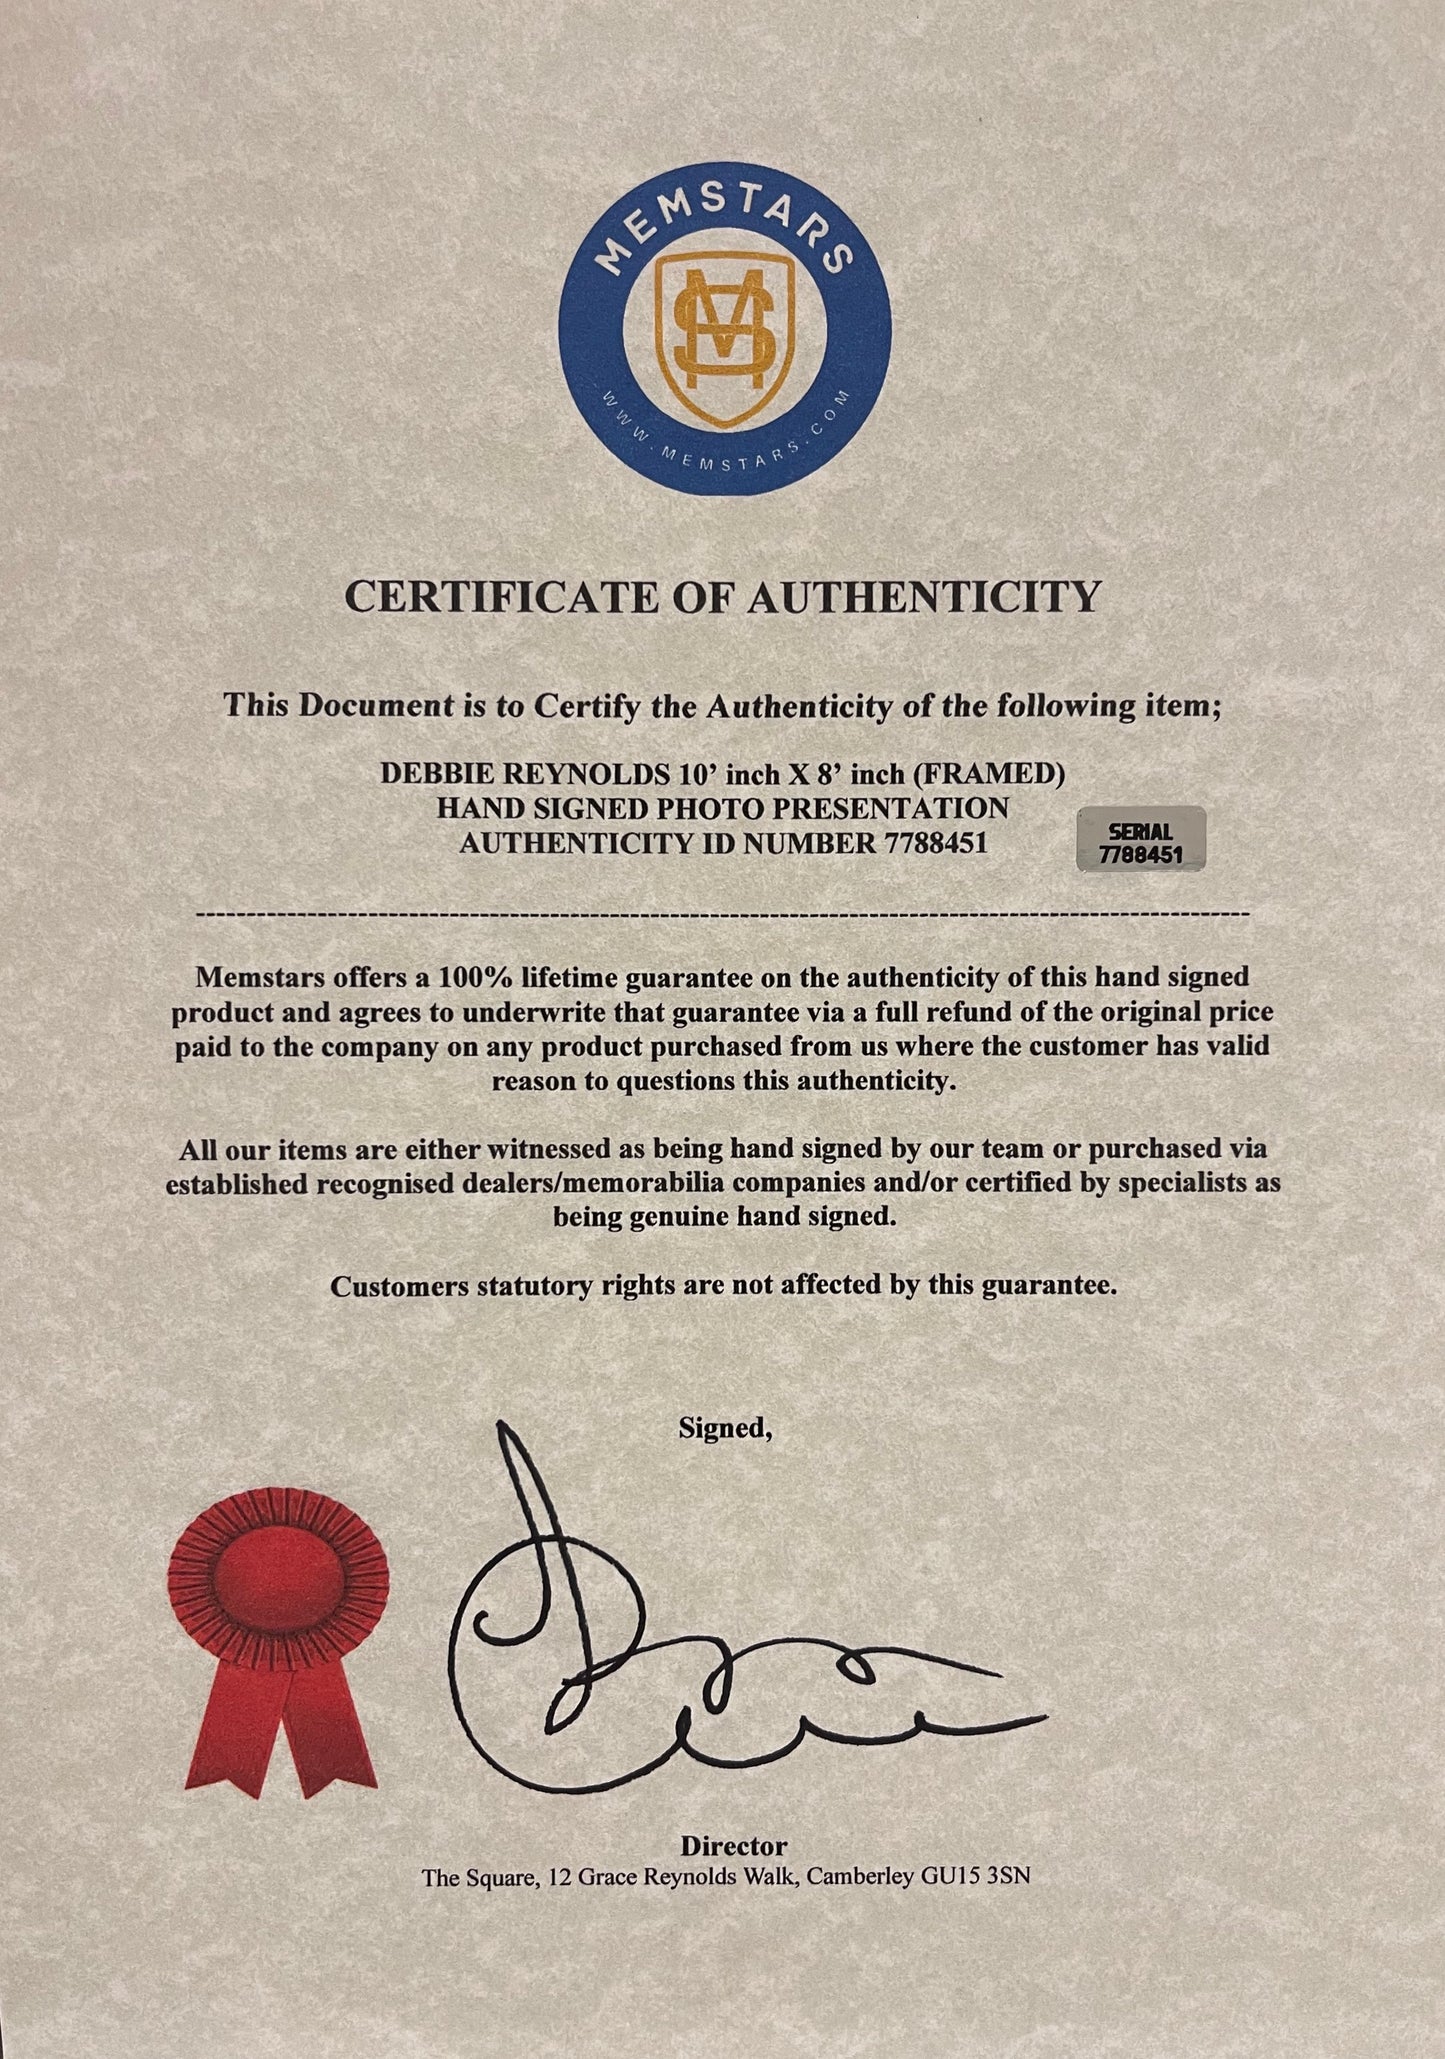 MEMSTARS
WWW.MEMSTARS.COM
CERTIFICATE OF AUTHENTICITY
This Document is to Certify the Authenticity of the following item;
DEBBIE REYNOLDS 10’ inch X 8’ inch (FRAMED)
HAND SIGNED PHOTO PRESENTATION
AUTHENTICITY ID NUMBER 7788451
SERIAL
7788451
Memstars offers a 100% lifetime guarantee on the authenticity of this hand signed
product and agrees to underwrite that guarantee via a full refund of the original price
paid to the company on any product purchased from us where the customer has valid
reason to questions this authenticity.
All our items are either witnessed as being hand signed by our team or purchased via
established recognised dealers/memorabilia companies and/or certified by specialists as
being genuine hand signed.
Customers statutory rights are not affected by this guarantee.
Signed,
Director
The Square, 12 Grace Reynolds Walk, Camberley GU15 3SN